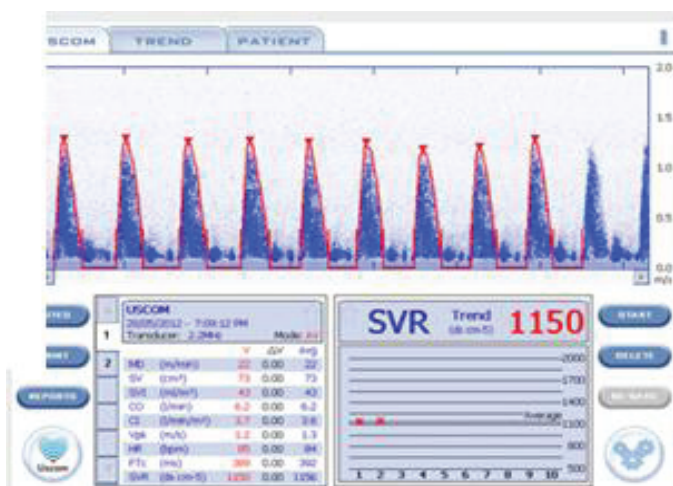 SCOM TREND PATIENT
2.0
1.5
1.0
0.5
0.0
m/s
USCOM
7:09:12 PM
Transducer: 2.2MHz Mode: AV
1
2
V ΔV Avg
MD (m/min) 22 0.00 22
SV (cm³) 73 0.00 73
SVI (ml/m²) 43 0.00 43
CO (l/min) 6.2 0.00 6.2
CI (l/min/m²) 3.7 0.00 3.6
Vpk (m/s) 1.2 0.00 1.3
HR (bpm) 85 0.00 84
FTc (ms) 389 0.00 392
SVR (ds cm-5) 1150 0.00 1156
SVR Trend (ds cm-5) 1150
2000
1700
1400
Average
1100
800
500
1 2 3 4 5 6 7 8 9 10
REPORTS
Uscom
START
DELETE